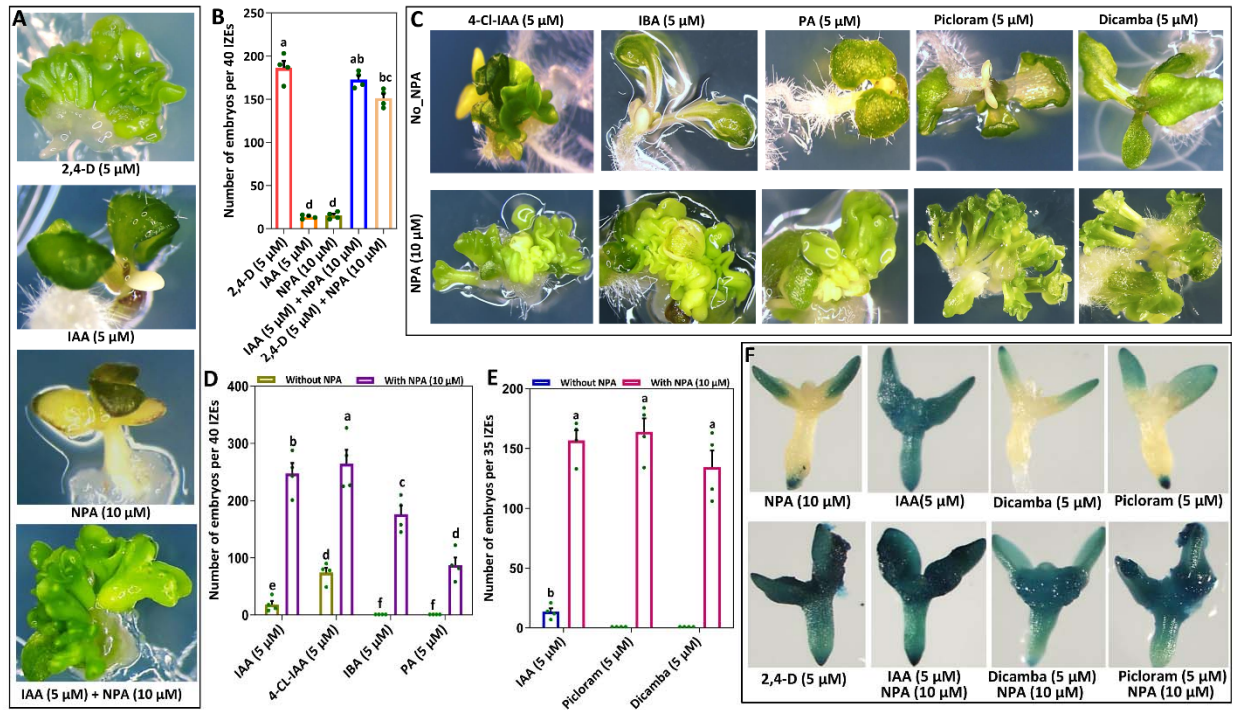 A
2,4-D (5 µM)
IAA (5 µM)
NPA (10 µM)
IAA (5 µM) + NPA (10 µM)
B
Number of embryos per 40 IZEs
250
200
150
100
50
0
a
d
d
ab
bc
2,4-D (5 µM)
IAA (5 µM)
NPA (10 µM)
IAA (5 µM) + NPA (10 µM)
2,4-D (5 µM) + NPA (10 µM)
C
4-Cl-IAA (5 µM)
IBA (5 µM)
PA (5 µM)
Picloram (5 µM)
Dicamba (5 µM)
No_NPA
NPA (10 µM)
D
Without NPA
With NPA (10 µM)
Number of embryos per 40 IZEs
400
300
200
100
0
e
b
d
a
f
c
f
d
IAA (5 µM)
4-CL-IAA (5 µM)
IBA (5 µM)
PA (5 µM)
E
Without NPA
With NPA (10 µM)
Number of embryos per 35 IZEs
200
150
100
50
0
b
a
a
a
IAA (5 µM)
Picloram (5 µM)
Dicamba (5 µM)
F
NPA (10 µM)
IAA(5 µM)
Dicamba (5 µM)
Picloram (5 µM)
2,4-D (5 µM)
IAA (5 µM)
NPA (10 µM)
Dicamba (5 µM)
NPA (10 µM)
Picloram (5 µM)
NPA (10 µM)